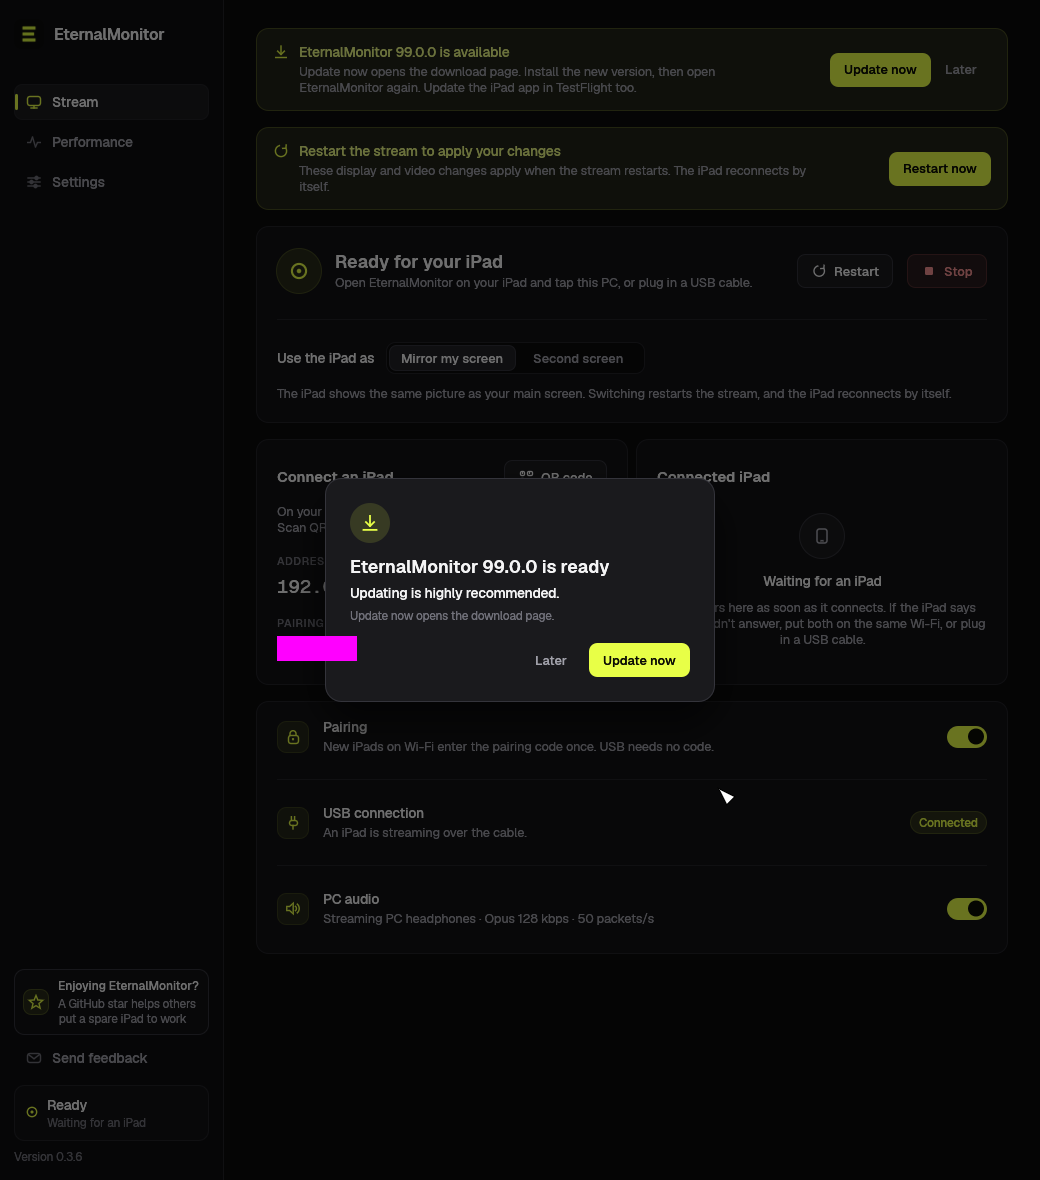 EternalMonitor
Stream
Performance
Settings
EternalMonitor 99.0.0 is available
Update now opens the download page. Install the new version, then open
EternalMonitor again. Update the iPad app in TestFlight too.
Update now
Later
Restart the stream to apply your changes
These display and video changes apply when the stream restarts. The iPad reconnects by
itself.
Restart now
Ready for your iPad
Open EternalMonitor on your iPad and tap this PC, or plug in a USB cable.
Restart
Stop
Use the iPad as
Mirror my screen
Second screen
The iPad shows the same picture as your main screen. Switching restarts the stream, and the iPad reconnects by itself.
Connect an iPad
QR code
On your
Scan QR
ADDRES
192.
PAIRING
Connected iPad
Waiting for an iPad
here as soon as it connects. If the iPad says
answer, put both on the same Wi-Fi, or plug
in a USB cable.
EternalMonitor 99.0.0 is ready
Updating is highly recommended.
Update now opens the download page.
Later
Update now
Pairing
New iPads on Wi-Fi enter the pairing code once. USB needs no code.
USB connection
An iPad is streaming over the cable.
Connected
PC audio
Streaming PC headphones · Opus 128 kbps · 50 packets/s
Enjoying EternalMonitor?
A GitHub star helps others
put a spare iPad to work
Send feedback
Ready
Waiting for an iPad
Version 0.3.6